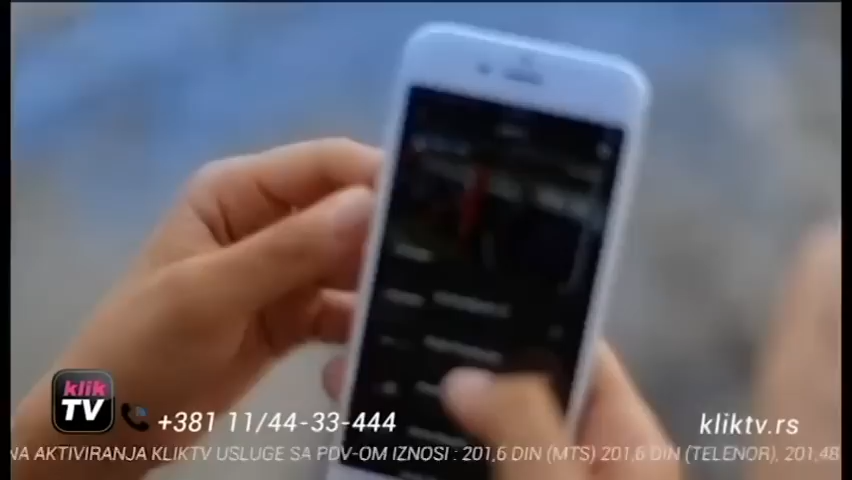 klik
TV
+381 11/44-33-444
kliktv.rs
NA AKTIVIRANJA KLIKTV USLUGE SA PDV-OM IZNOSI : 201,6 DIN (MTS) 201,6 DIN (TELENOR), 201,48